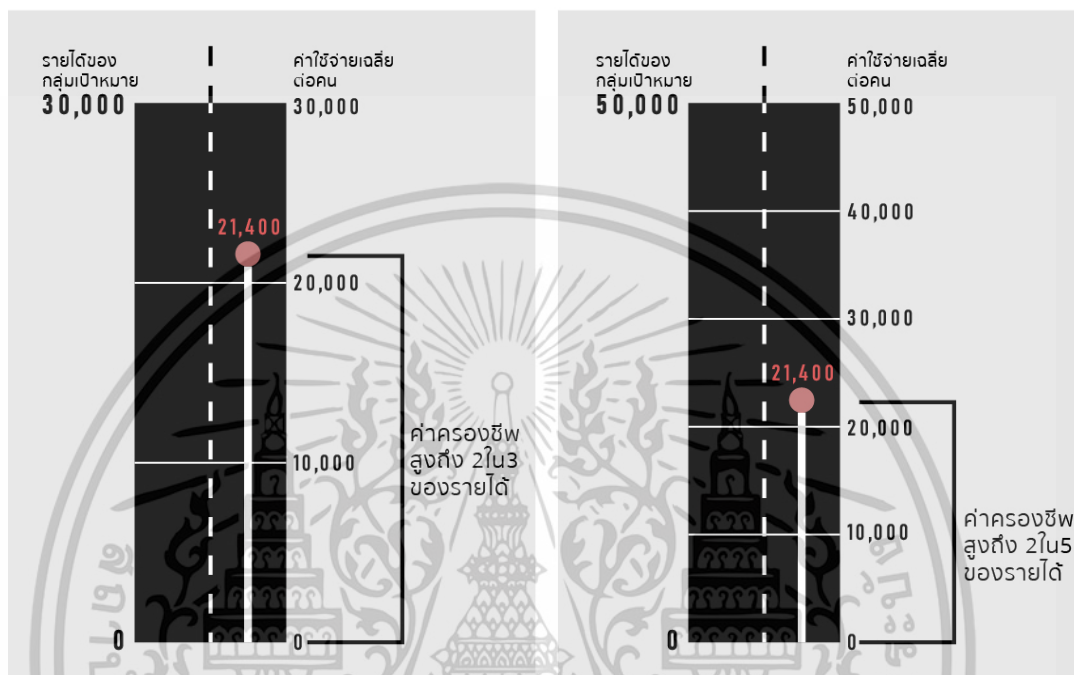 รายได้ของ
กลุ่มเป้าหมาย
30,000
0
ค่าใช้จ่ายเฉลี่ย
ต่อคน
30,000
21,400
20,000
10,000
0
ค่าครองชีพ
สูงถึง 2ใน3
ของรายได้
รายได้ของ
กลุ่มเป้าหมาย
50,000
0
ค่าใช้จ่ายเฉลี่ย
ต่อคน
50,000
40,000
30,000
21,400
20,000
10,000
0
ค่าครองชีพ
สูงถึง 2ใน5
ของรายได้